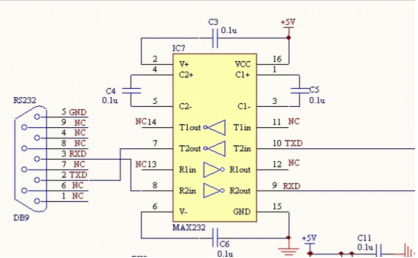 C3
0.1u
+5V
IC7
2 V+ VCC 16
4 C2+ C1+ 1
C4
0.1u
C5
0.1u
5 C2- C1- 3
RS232
5 GND
9 NC
4 NC
8 NC
3 RXD
7 NC
2 TXD
6 NC
1 NC
DB9
NC 14 T1out T1in 11 NC
7 T2out T2in 10 TXD
NC 13 R1in R1out 12 NC
8 R2in R2out 9 RXD
6 V- GND 15
MAX232
C6
0.1u
+5V
C11
0.1u